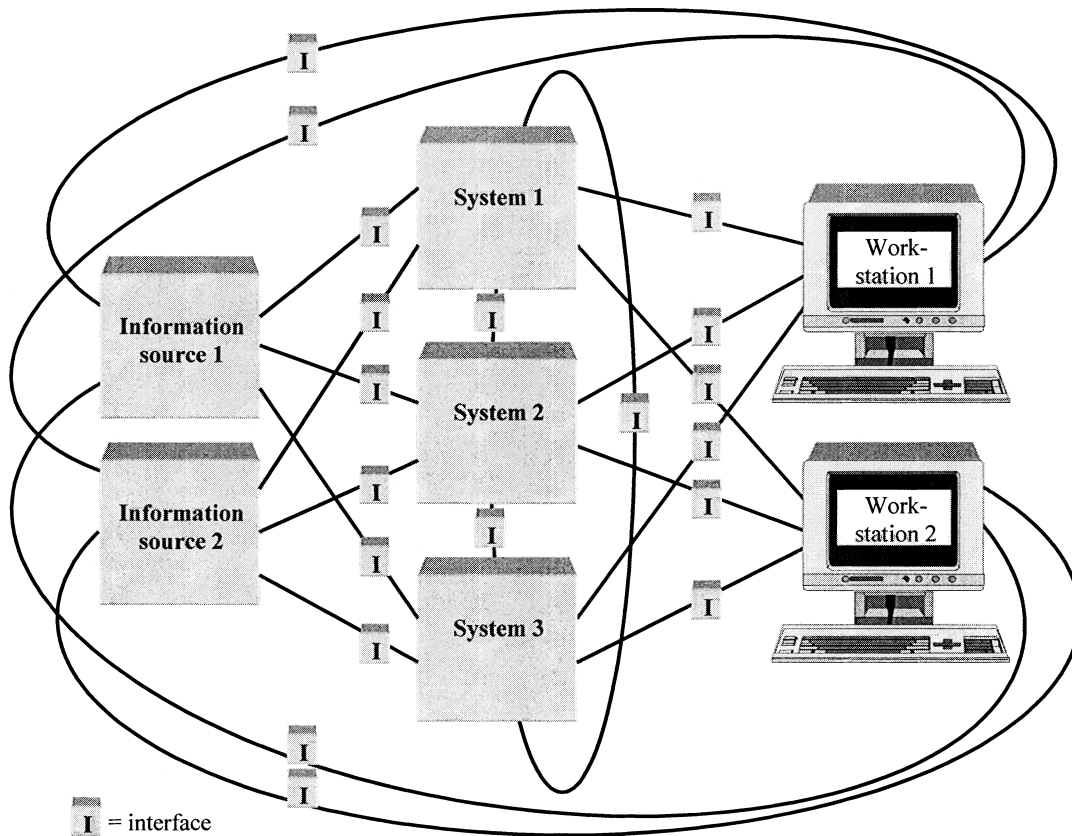 I
I
System 1
I
I
Work-
station 1
Information
source 1
I
I
I
I
I
System 2
I
I
Information
source 2
I
I
I
Work-
station 2
I
System 3
I
I
I
I
I = interface